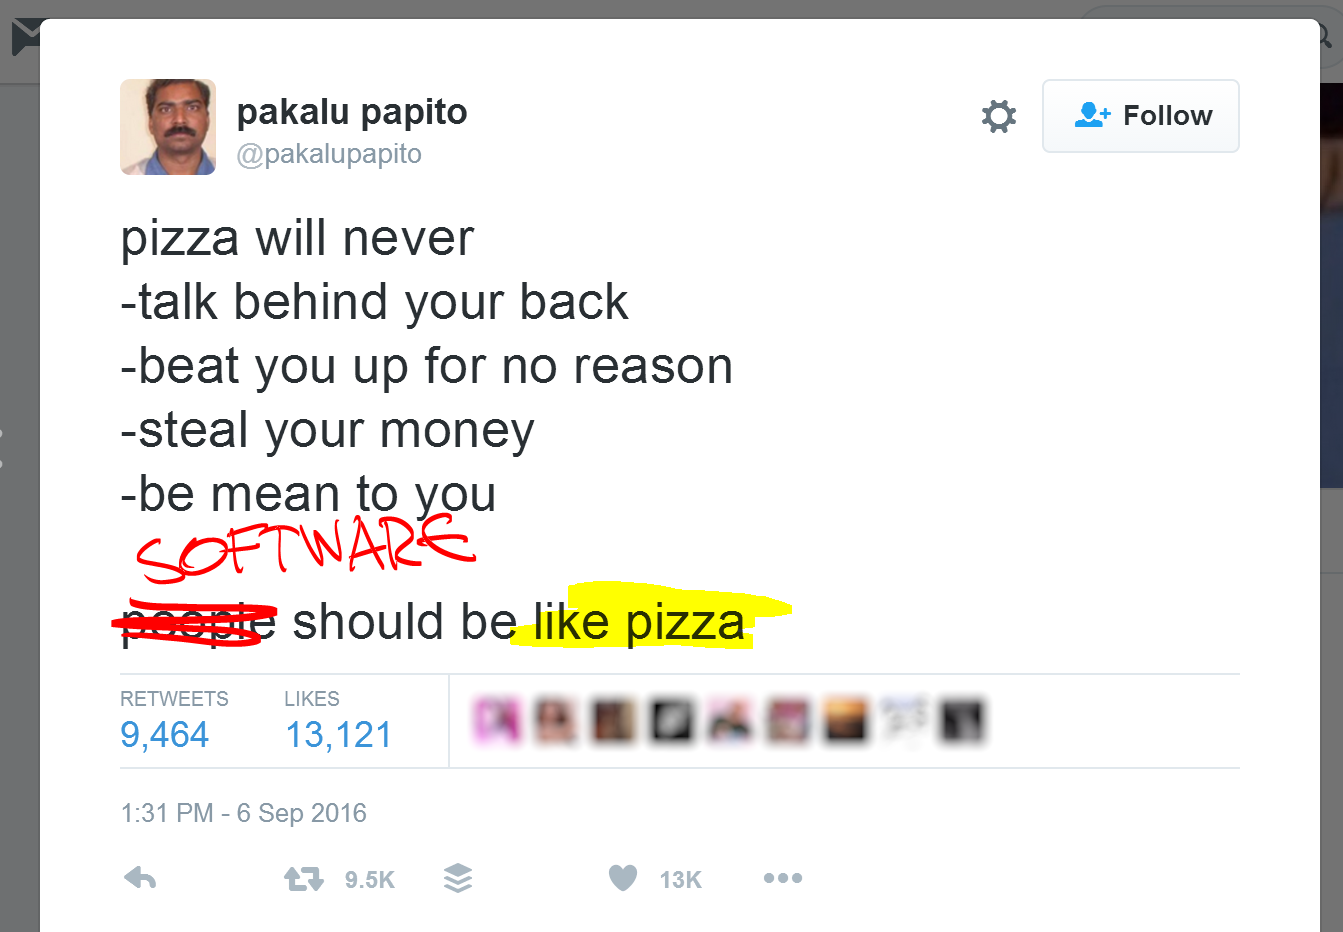 pakalu papito
@pakalupapito
Follow
pizza will never
-talk behind your back
-beat you up for no reason
-steal your money
-be mean to you
SOFTWARE
people should be like pizza
RETWEETS LIKES
9,464 13,121
1:31 PM - 6 Sep 2016
9.5K 13K